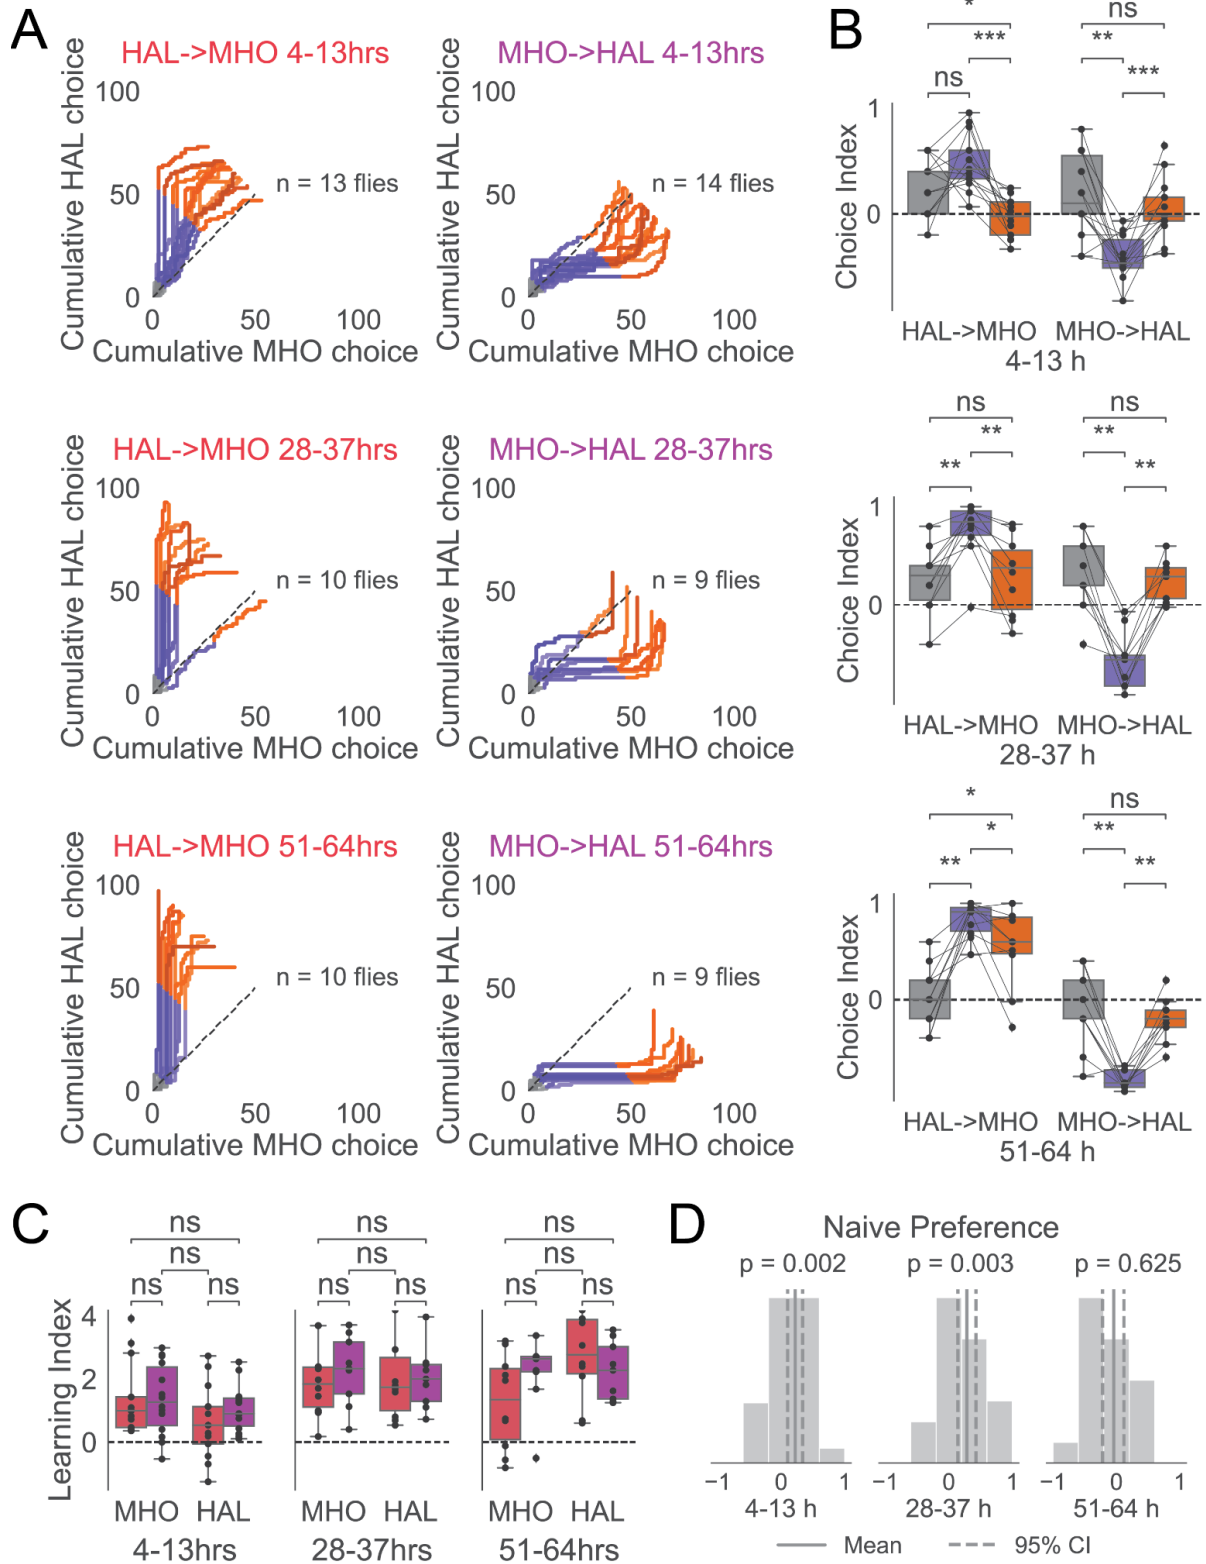 A
HAL->MHO 4-13hrs
Cumulative HAL choice
100
50
0
n = 13 flies
0 50 100
Cumulative MHO choice
MHO->HAL 4-13hrs
Cumulative HAL choice
100
50
0
n = 14 flies
0 50 100
Cumulative MHO choice
HAL->MHO 28-37hrs
Cumulative HAL choice
100
50
0
n = 10 flies
0 50 100
Cumulative MHO choice
MHO->HAL 28-37hrs
Cumulative HAL choice
100
50
0
n = 9 flies
0 50 100
Cumulative MHO choice
HAL->MHO 51-64hrs
Cumulative HAL choice
100
50
0
n = 10 flies
0 50 100
Cumulative MHO choice
MHO->HAL 51-64hrs
Cumulative HAL choice
100
50
0
n = 9 flies
0 50 100
Cumulative MHO choice
B
* ns
*** **
ns ***
Choice Index
1
0
HAL->MHO MHO->HAL
4-13 h
ns ns
** **
** **
Choice Index
1
0
HAL->MHO MHO->HAL
28-37 h
* ns
* **
** **
Choice Index
1
0
HAL->MHO MHO->HAL
51-64 h
C
Learning Index
4
2
0
ns
ns
ns ns
MHO HAL
4-13hrs
ns
ns
ns ns
MHO HAL
28-37hrs
ns
ns
ns ns
MHO HAL
51-64hrs
D
Naive Preference
p = 0.002 p = 0.003 p = 0.625
−1 0 1 −1 0 1 −1 0 1
4-13 h 28-37 h 51-64 h
Mean 95% CI